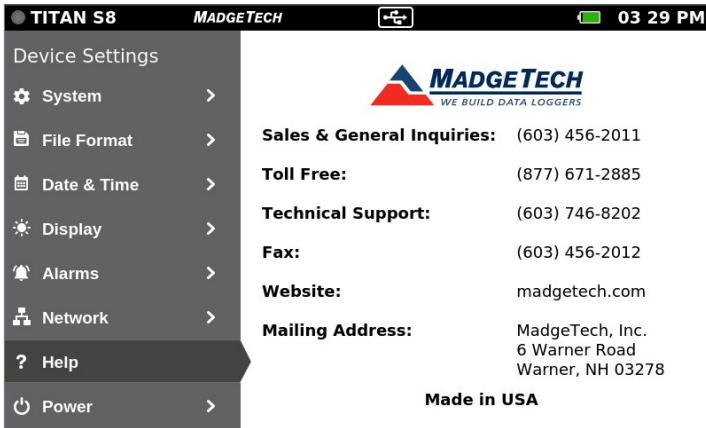 TITAN S8 MADGETECH 03 29 PM
Device Settings
System
File Format
Date & Time
Display
Alarms
Network
? Help
Power
MADGETECH
WE BUILD DATA LOGGERS
Sales & General Inquiries: (603) 456-2011
Toll Free: (877) 671-2885
Technical Support: (603) 746-8202
Fax: (603) 456-2012
Website: madgetech.com
Mailing Address: MadgeTech, Inc.
6 Warner Road
Warner, NH 03278
Made in USA